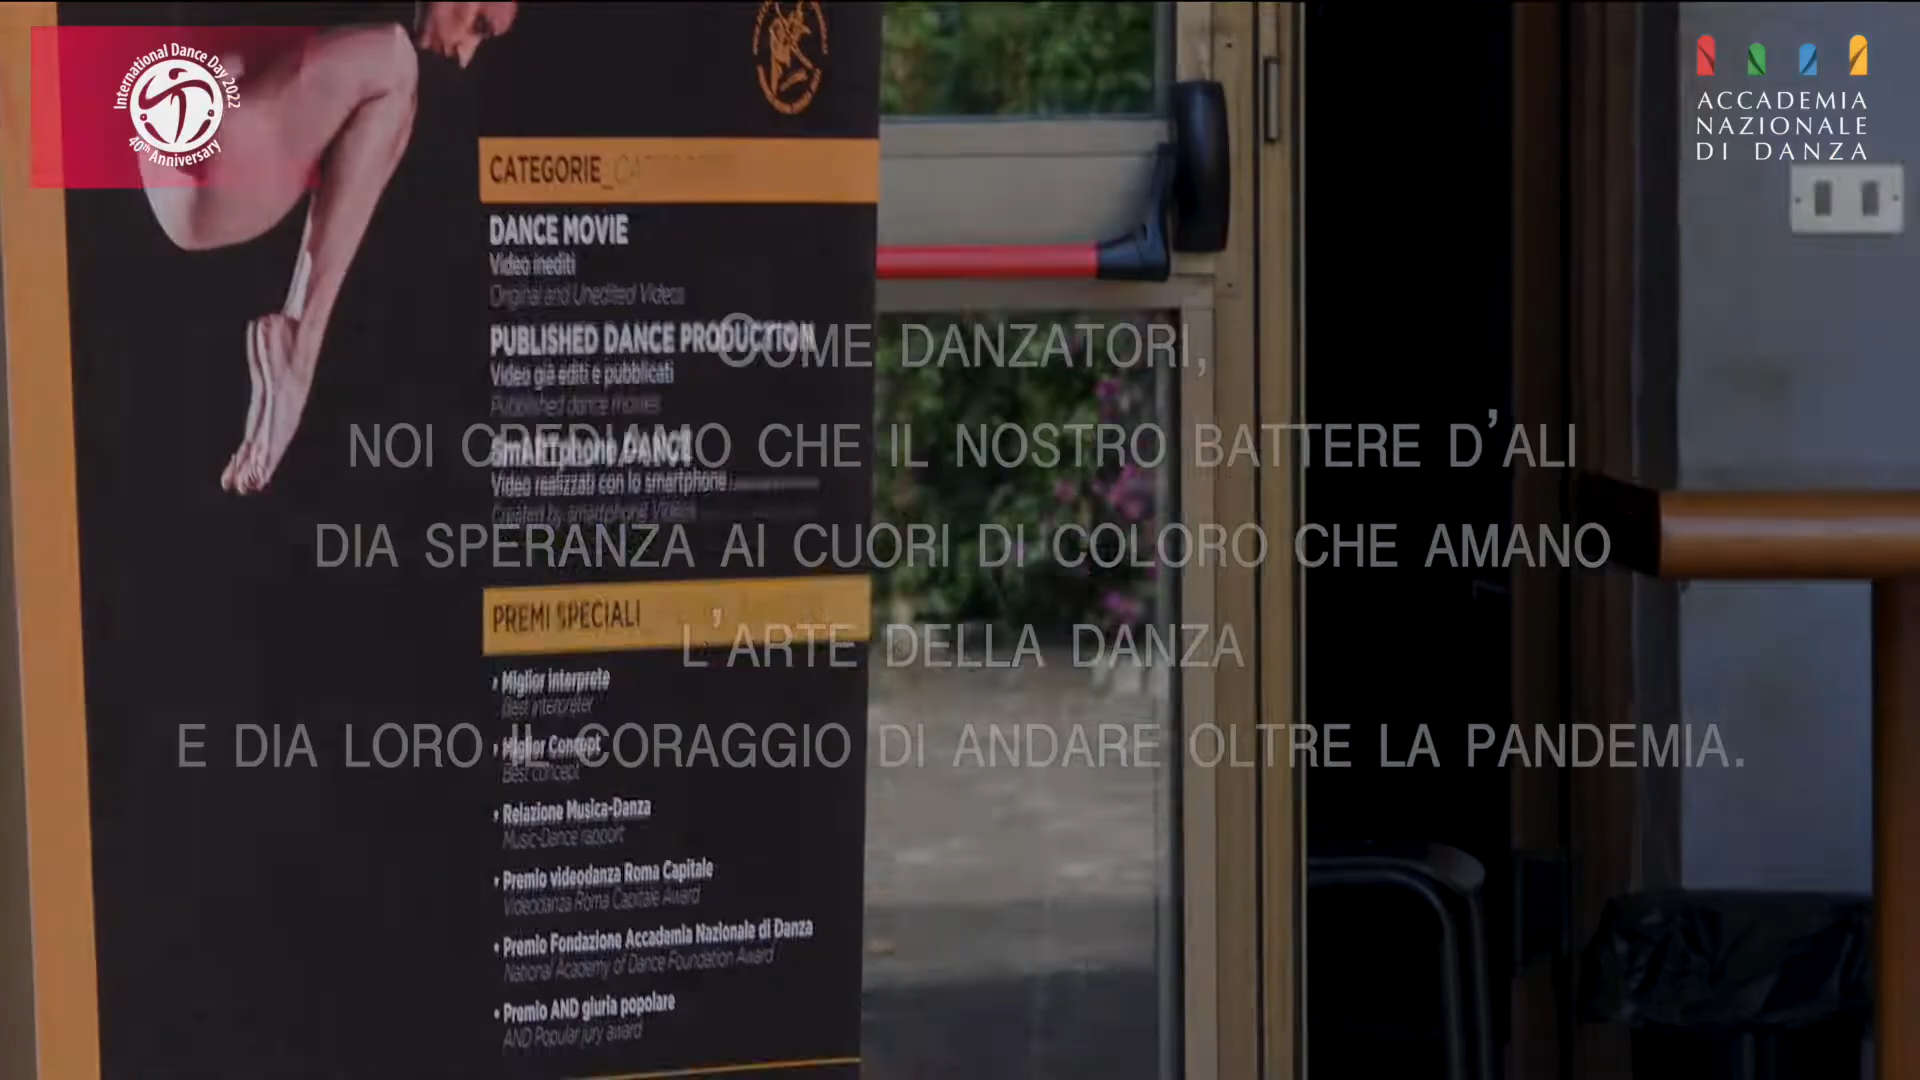 International Dance Day 2022
40th Anniversary
ACCADEMIA
NAZIONALE
DI DANZA
CATEGORIE_
DANCE MOVIE
Video inediti
Original and Unedited Videos
PUBLISHED DANCE PRODUCTION
Video già editi e pubblicati
Published dance movies
SmARTphone DANCE
Video realizzati con lo smartphone
Created by smartphone Videos
PREMI SPECIALI
• Miglior interprete
Best interpreter
• Miglior Concept
Best concept
• Relazione Musica-Danza
Music-Dance rapport
• Premio videodanza Roma Capitale
Videodanza Roma Capitale Award
• Premio Fondazione Accademia Nazionale di Danza
National Academy of Dance Foundation Award
• Premio AND giuria popolare
AND Popular jury award
COME DANZATORI,
NOI CREDIAMO CHE IL NOSTRO BATTERE D'ALI
DIA SPERANZA AI CUORI DI COLORO CHE AMANO
L'ARTE DELLA DANZA
E DIA LORO IL CORAGGIO DI ANDARE OLTRE LA PANDEMIA.